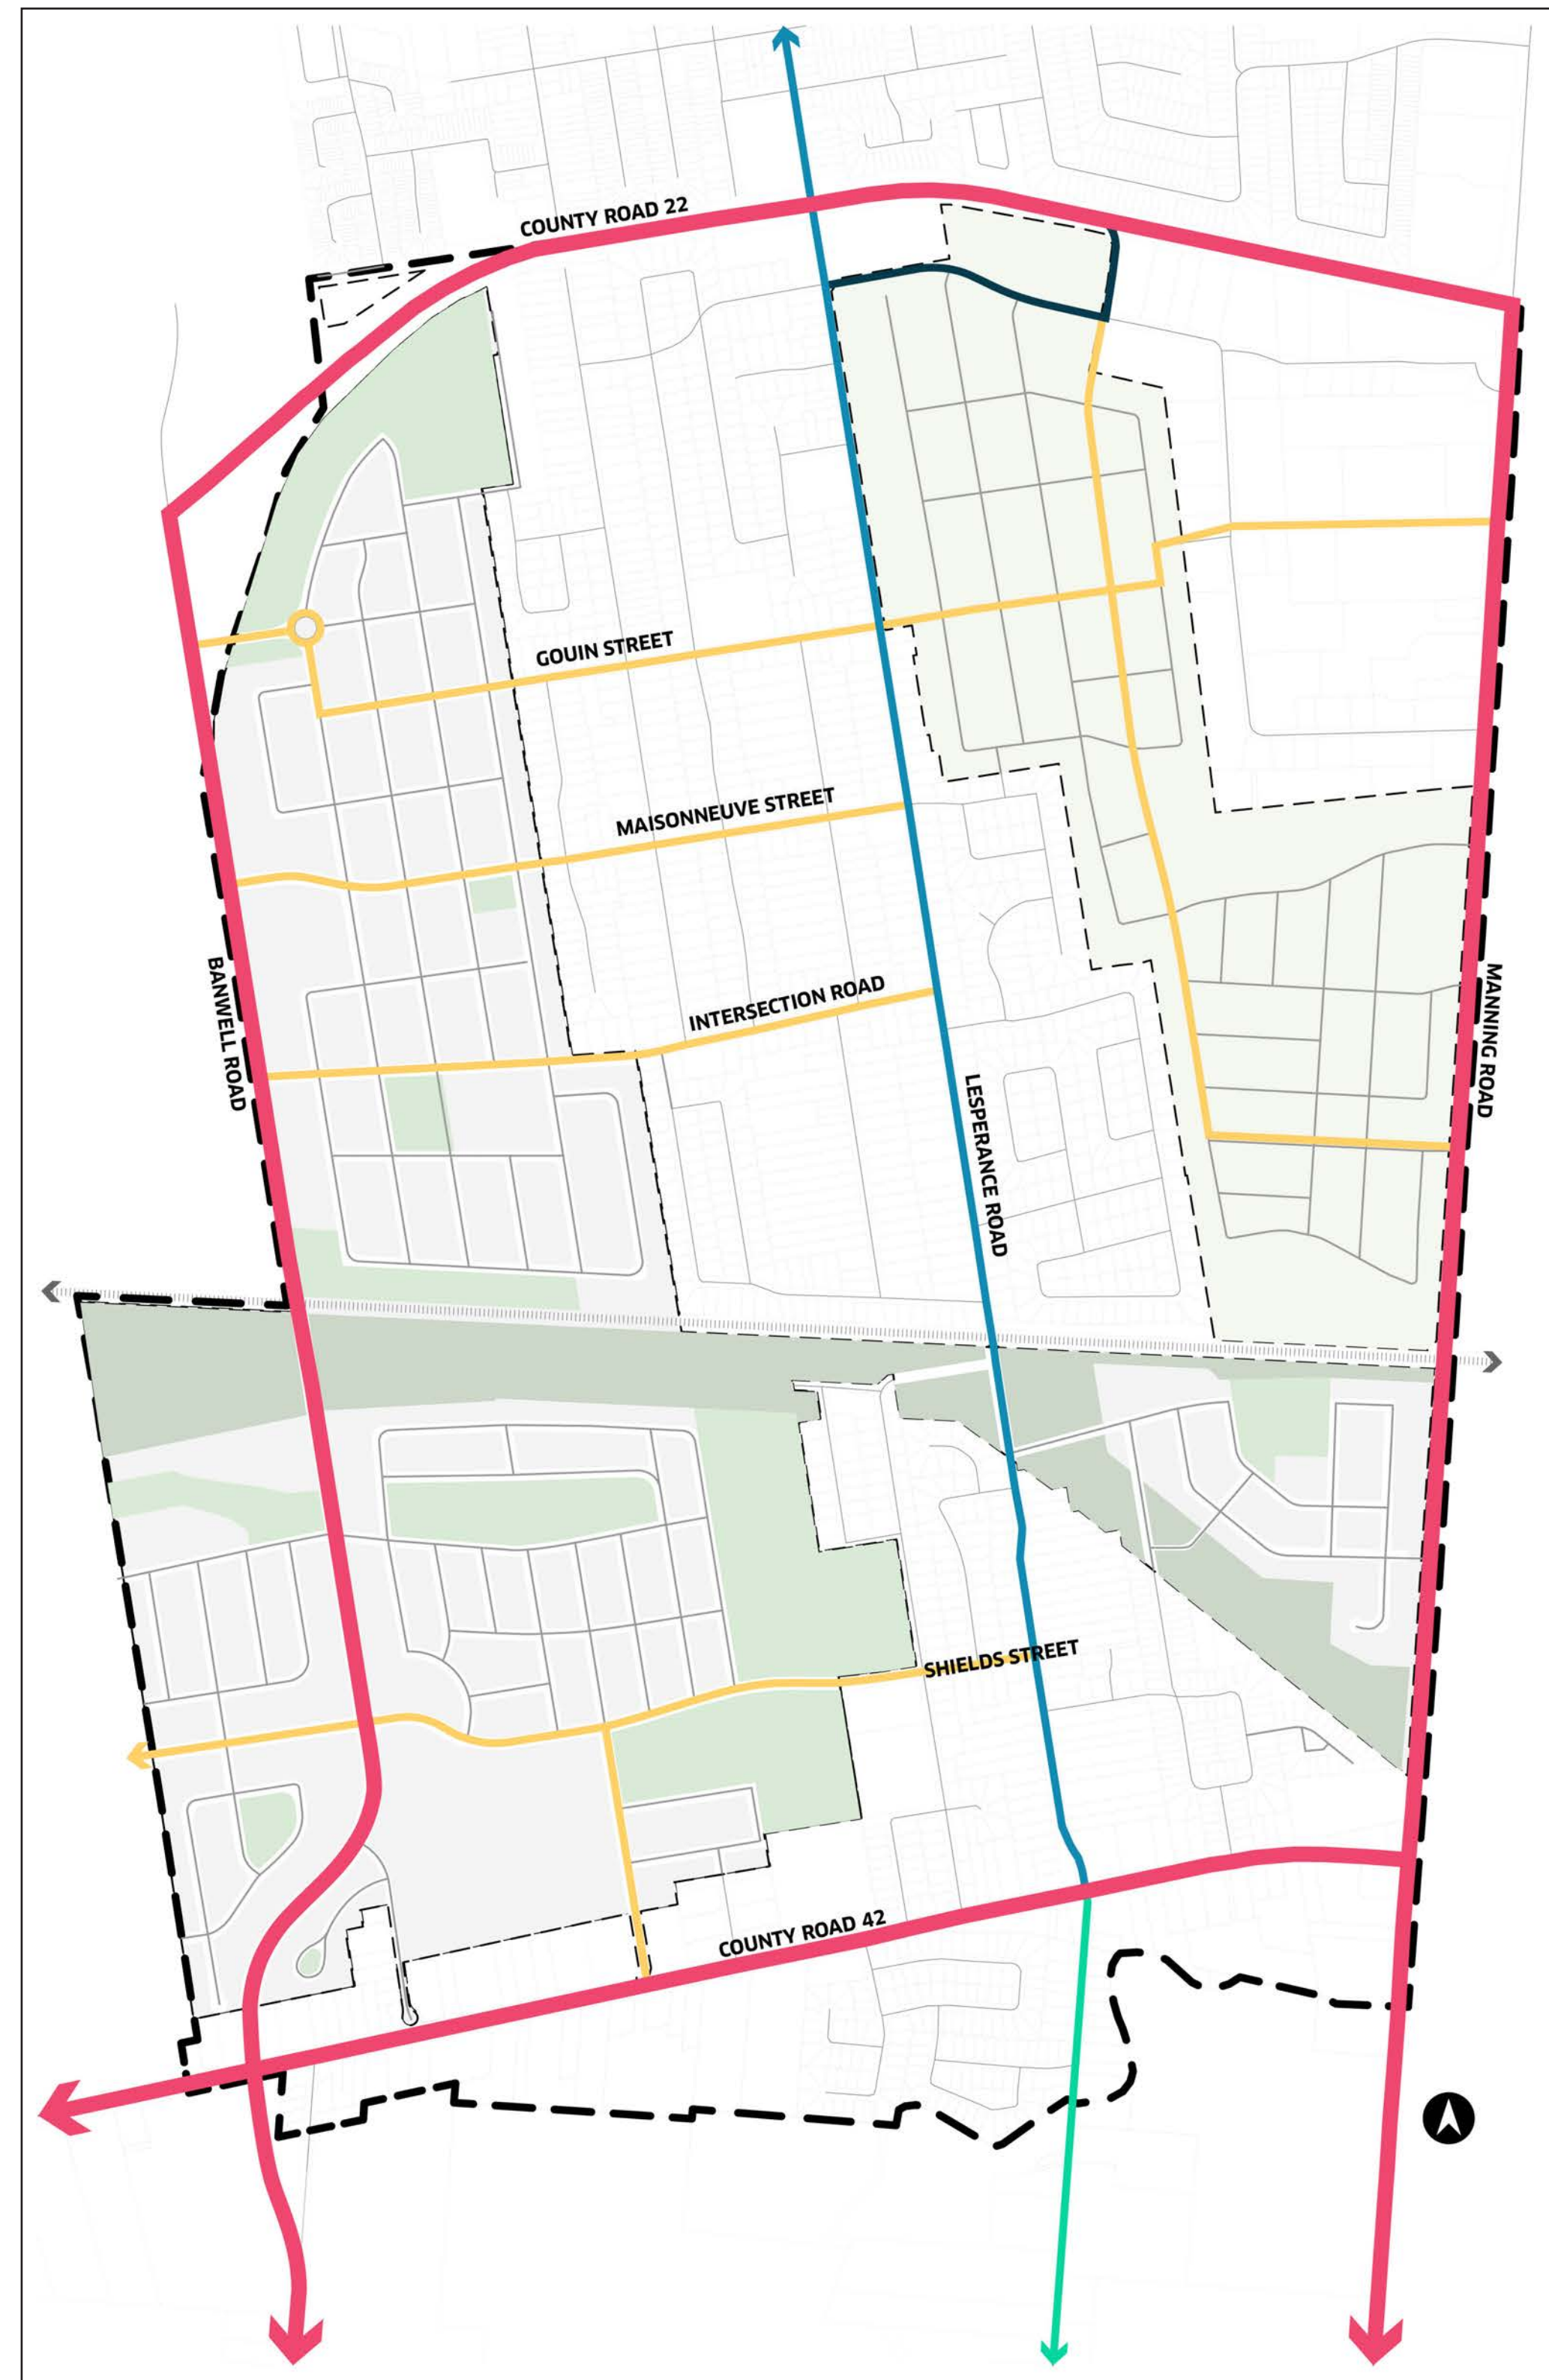 COUNTY ROAD 22
GOUIN STREET
MAISONNEUVE STREET
BANWELL ROAD
INTERSECTION ROAD
MANNING ROAD
LESPERANCE ROAD
SHIELDS STREET
COUNTY ROAD 42